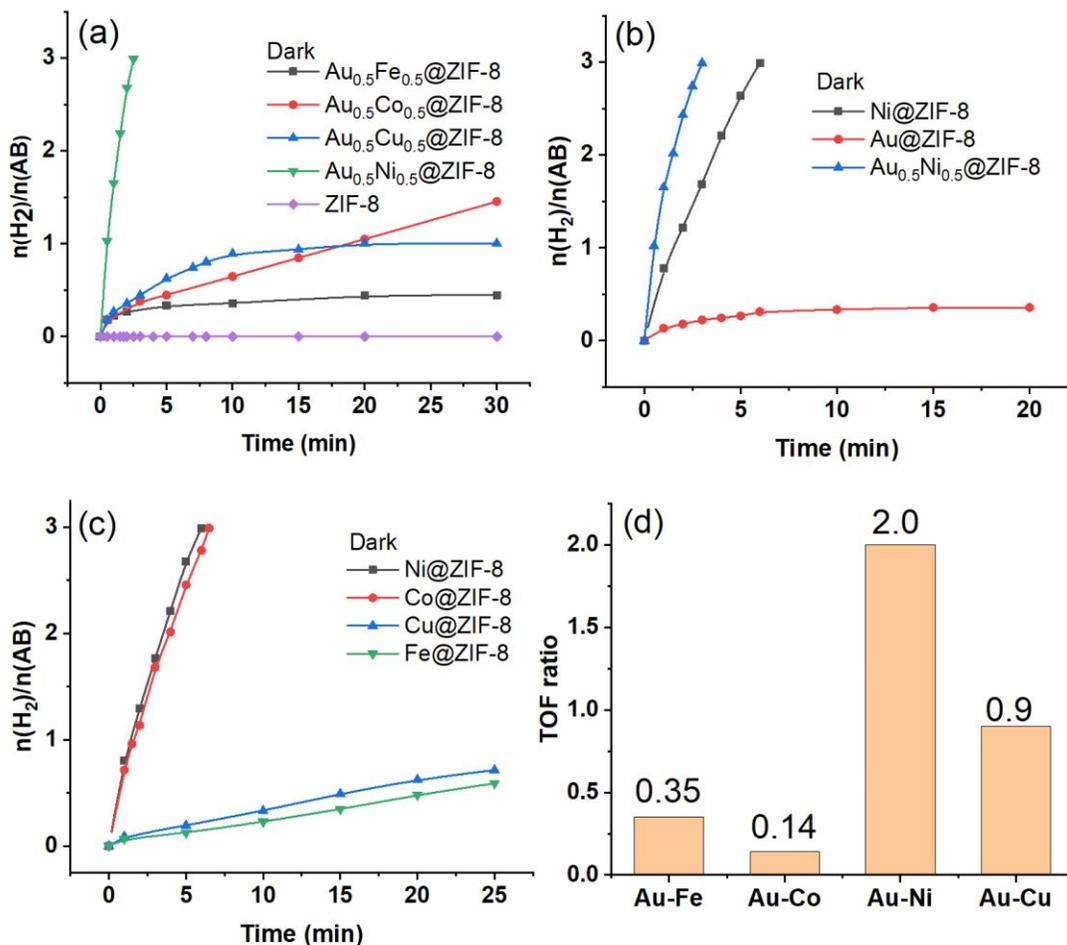 (a)
Dark
Au0.5Fe0.5@ZIF-8
Au0.5Co0.5@ZIF-8
Au0.5Cu0.5@ZIF-8
Au0.5Ni0.5@ZIF-8
ZIF-8
n(H2)/n(AB)
3
2
1
0
0 5 10 15 20 25 30
Time (min)
(b)
Dark
Ni@ZIF-8
Au@ZIF-8
Au0.5Ni0.5@ZIF-8
n(H2)/n(AB)
3
2
1
0
0 5 10 15 20
Time (min)
(c)
Dark
Ni@ZIF-8
Co@ZIF-8
Cu@ZIF-8
Fe@ZIF-8
n(H2)/n(AB)
3
2
1
0
0 5 10 15 20 25
Time (min)
(d)
TOF ratio
2.0
1.5
1.0
0.5
0.0
0.35
0.14
2.0
0.9
Au-Fe Au-Co Au-Ni Au-Cu